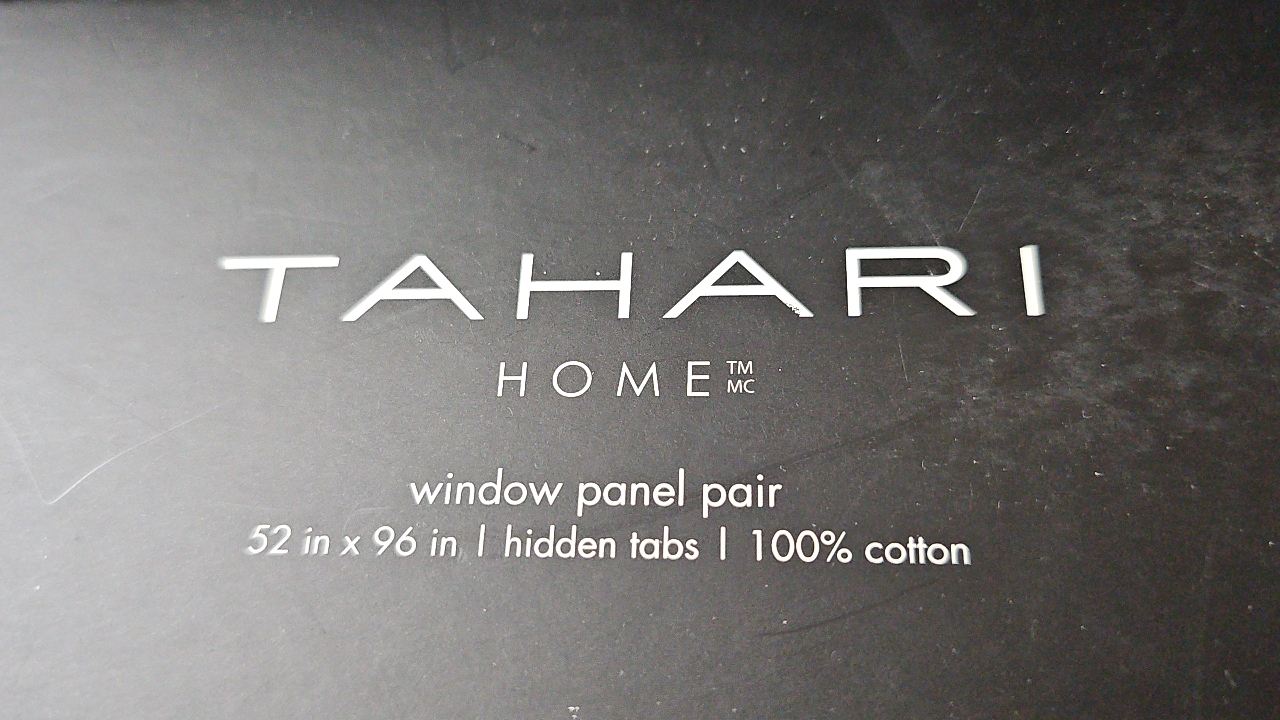 TAHARI
HOME™ MC
window panel pair
52 in x 96 in | hidden tabs | 100% cotton